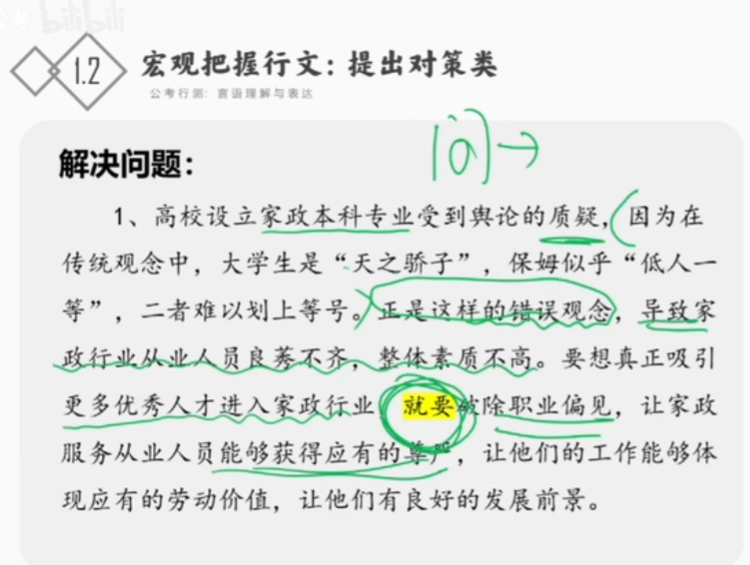 bilibili
1.2
宏观把握行文：提出对策类
公考行测：言语理解与表达
解决问题：
问→
1、高校设立家政本科专业受到舆论的质疑，因为在
传统观念中，大学生是“天之骄子”，保姆似乎“低人一
等”，二者难以划上等号。正是这样的错误观念，导致家
政行业从业人员良莠不齐，整体素质不高。要想真正吸引
更多优秀人才进入家政行业，就要破除职业偏见，让家政
服务从业人员能够获得应有的尊严，让他们的工作能够体
现应有的劳动价值，让他们有良好的发展前景。